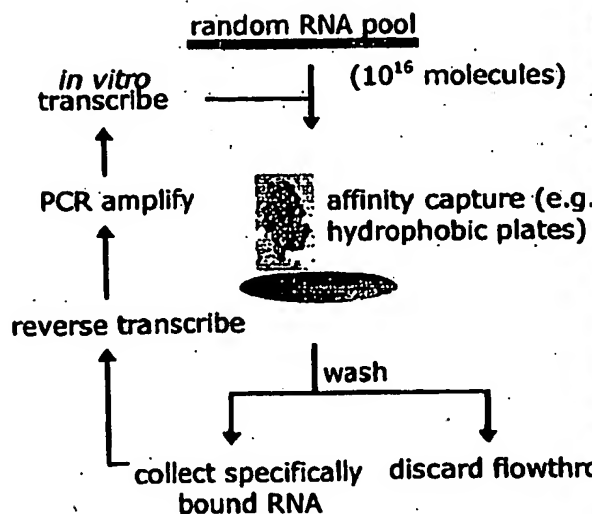 random RNA pool
(10¹⁶ molecules)
in vitro
transcribe
PCR amplify
affinity capture (e.g.
hydrophobic plates)
reverse transcribe
wash
collect specifically
bound RNA
discard flowthro